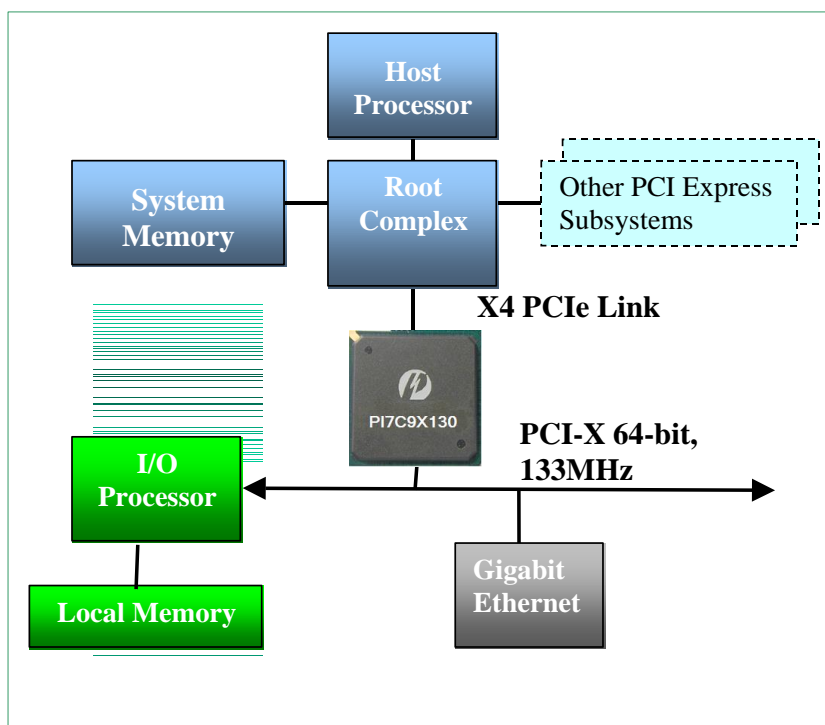 Host
Processor
System
Memory
Root
Complex
Other PCI Express
Subsystems
X4 PCIe Link
PI7C9X130
PCI-X 64-bit,
133MHz
I/O
Processor
Gigabit
Ethernet
Local Memory